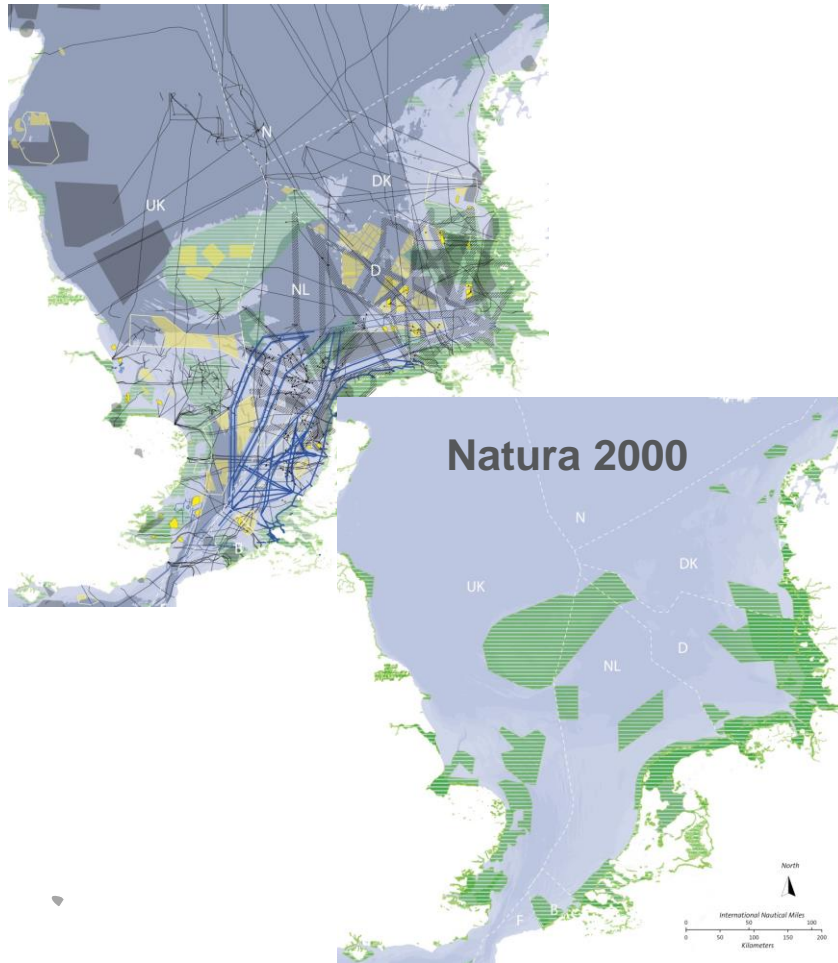 N
DK
UK
D
NL
B
Natura 2000
N
DK
UK
D
NL
B
F
North
International Nautical Miles
0 50 100
0 50 100 150 200
Kilometers